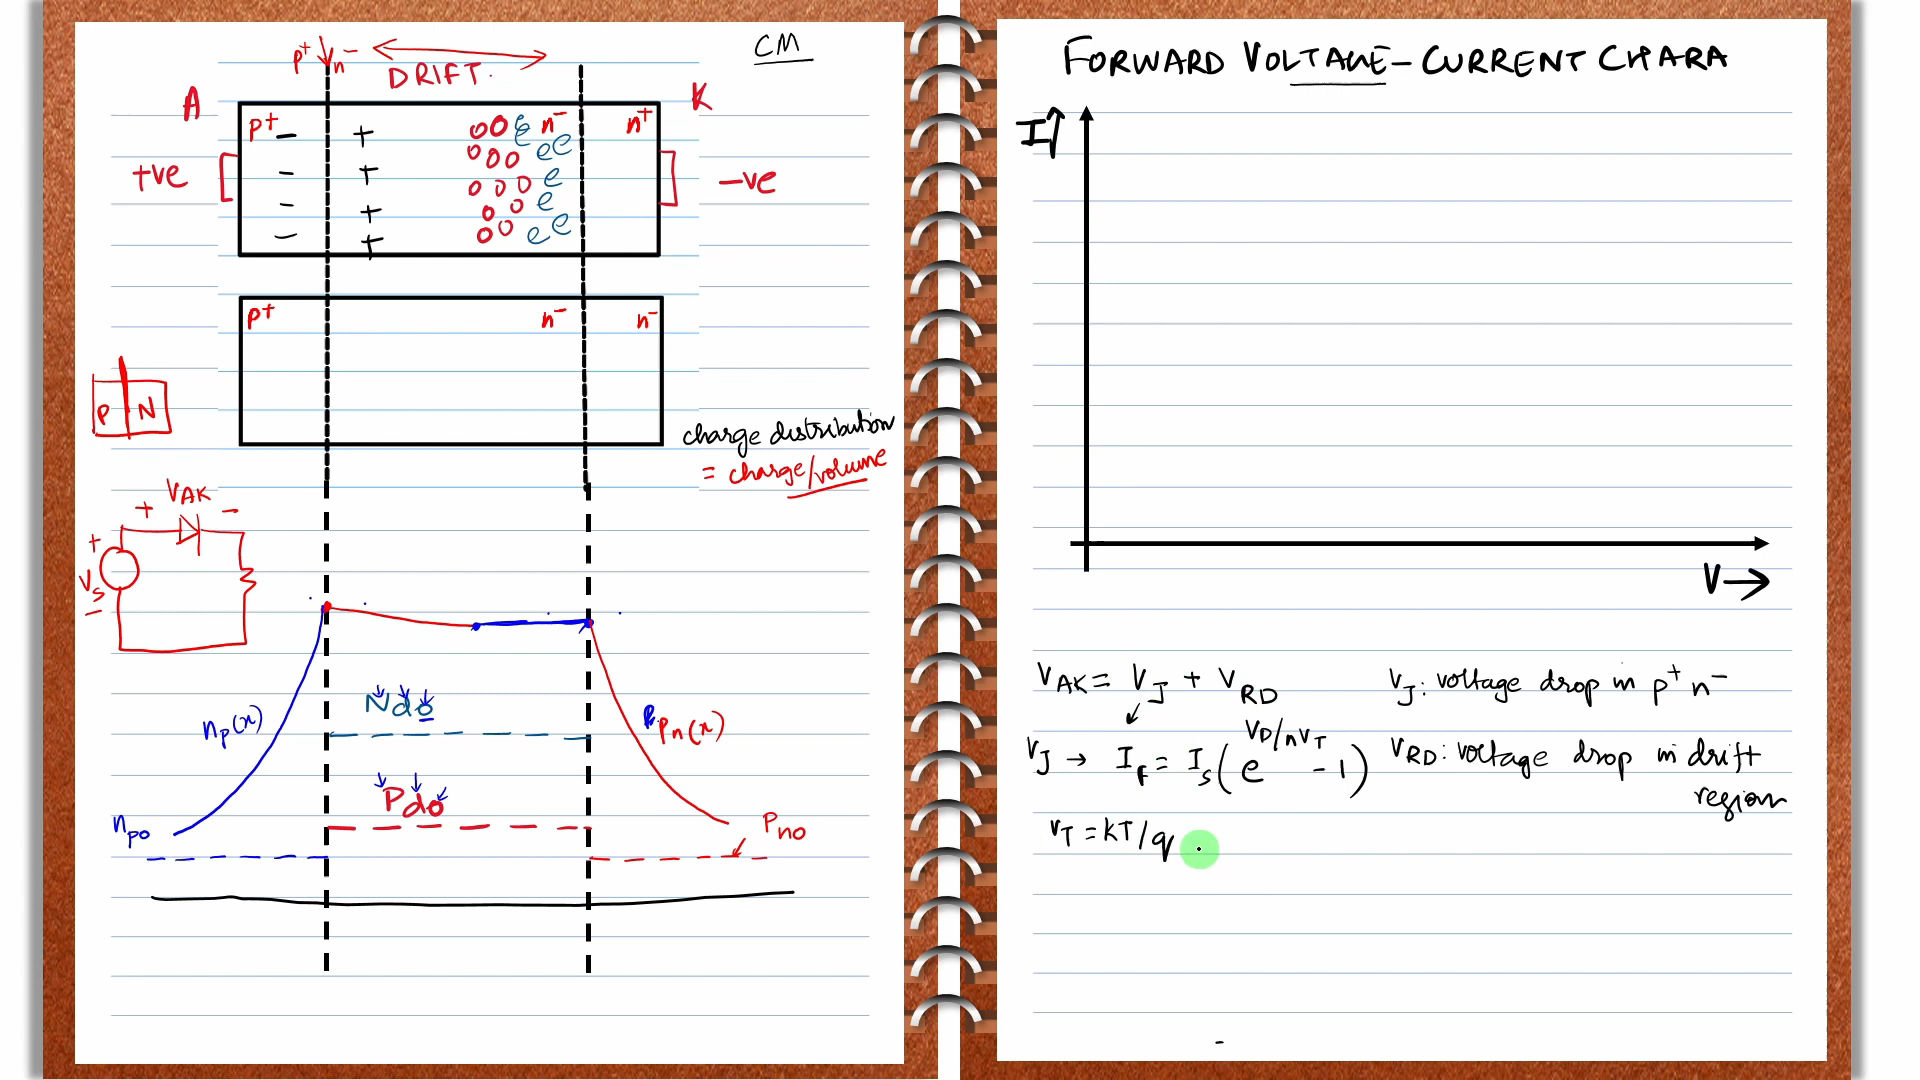 p⁺ n⁻
DRIFT.
CM
A
K
p⁺ − + o o e n⁻ n⁺
o o o e e e
+ve − + o o o e −ve
− + o o e
− + o o e e
p⁺ n⁻ n⁻
P N
charge distribution
= charge/volume
+ VAK −
+
Vs
−
Ndo
np(x)
pn(x)
Pdo
npo
Pno
FORWARD VOLTAGE – CURRENT CHARA
I
V →
VAK = VJ + VRD
VJ : voltage drop in p⁺ n⁻
VJ → IF = IS ( e^VD/nVT − 1 )
VRD : voltage drop in drift
region
VT = kT/q